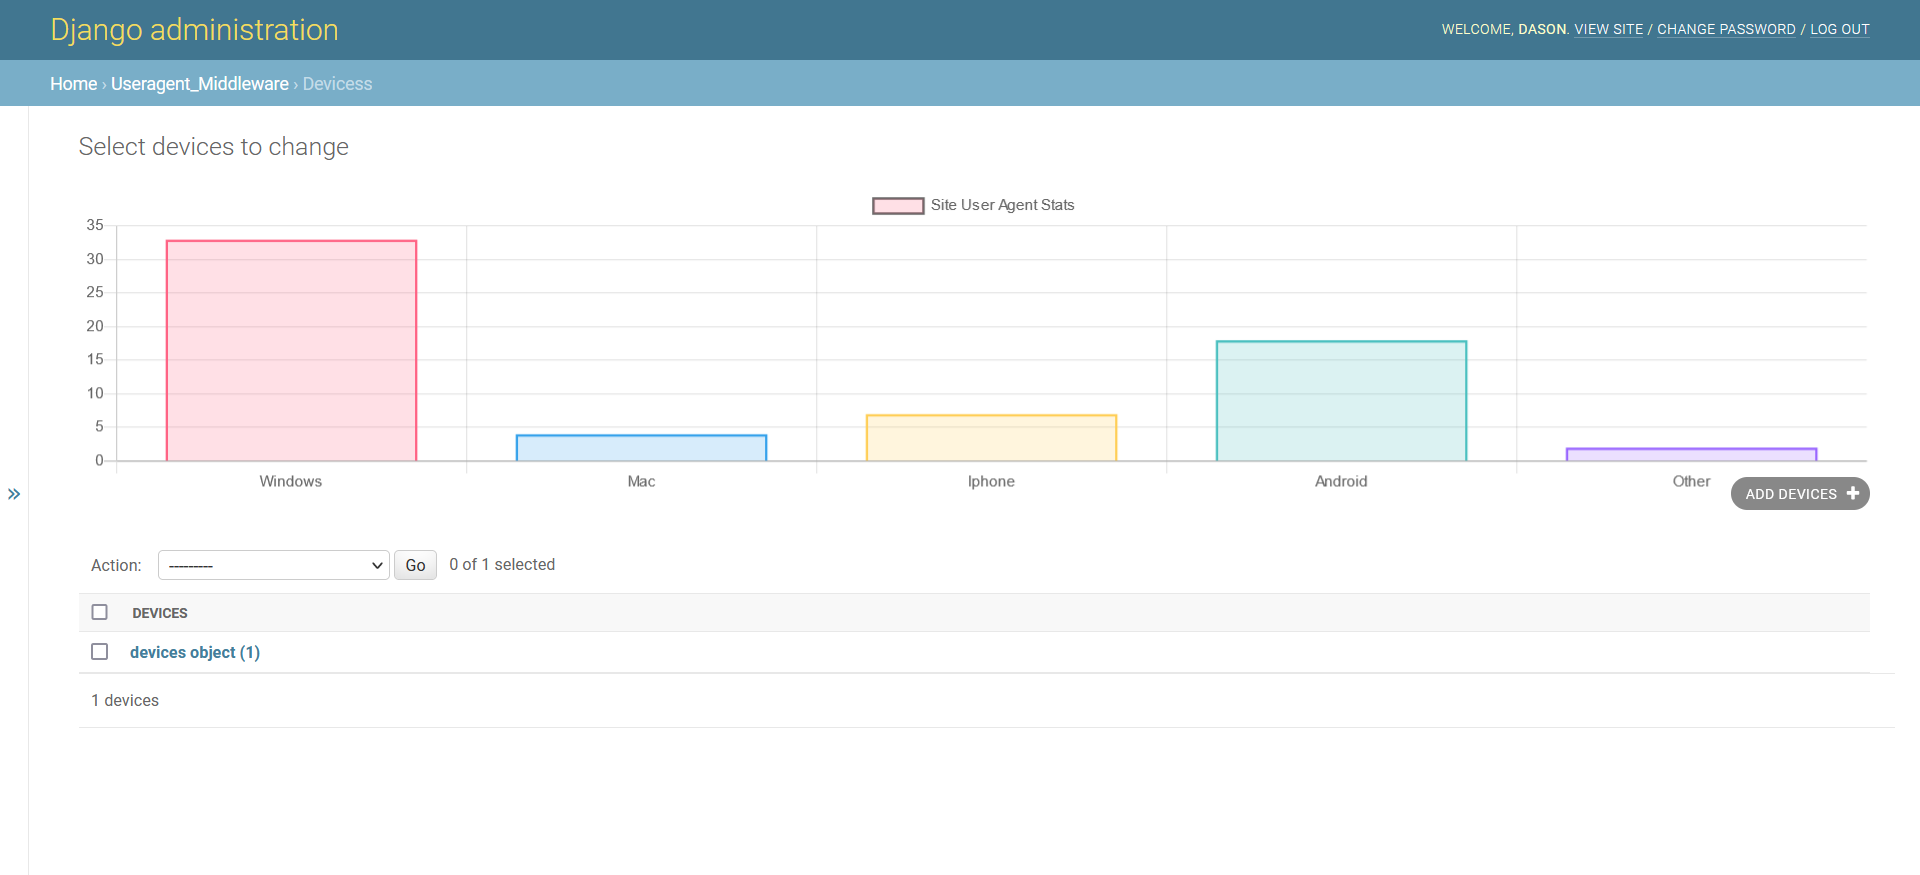 Django administration
WELCOME, DASON. VIEW SITE / CHANGE PASSWORD / LOG OUT
Home › Useragent_Middleware › Devicess
Select devices to change
Site User Agent Stats
35
30
25
20
15
10
5
0
Windows Mac Iphone Android Other
ADD DEVICES +
»
Action: --------- Go 0 of 1 selected
DEVICES
devices object (1)
1 devices